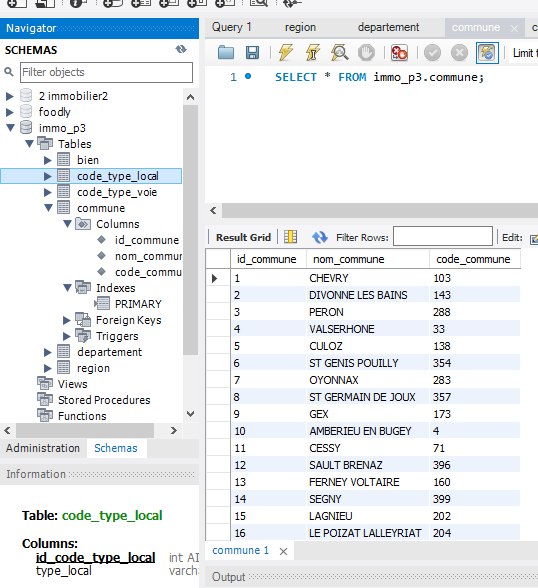 Navigator
SCHEMAS
Filter objects
2 immobilier2
foodly
immo_p3
Tables
bien
code_type_local
code_type_voie
commune
Columns
id_commune
nom_commu
code_commu
Indexes
PRIMARY
Foreign Keys
Triggers
departement
region
Views
Stored Procedures
Functions
Administration Schemas
Information
Table: code_type_local
Columns:
id_code_type_local int AI
type_local varcha
Query 1 region departement commune c
Limit t
1 SELECT * FROM immo_p3.commune;
Result Grid Filter Rows: Edit:
id_commune nom_commune code_commune
1 CHEVRY 103
2 DIVONNE LES BAINS 143
3 PERON 288
4 VALSERHONE 33
5 CULOZ 138
6 ST GENIS POUILLY 354
7 OYONNAX 283
8 ST GERMAIN DE JOUX 357
9 GEX 173
10 AMBERIEU EN BUGEY 4
11 CESSY 71
12 SAULT BRENAZ 396
13 FERNEY VOLTAIRE 160
14 SEGNY 399
15 LAGNIEU 202
16 LE POIZAT LALLEYRIAT 204
commune 1
Output